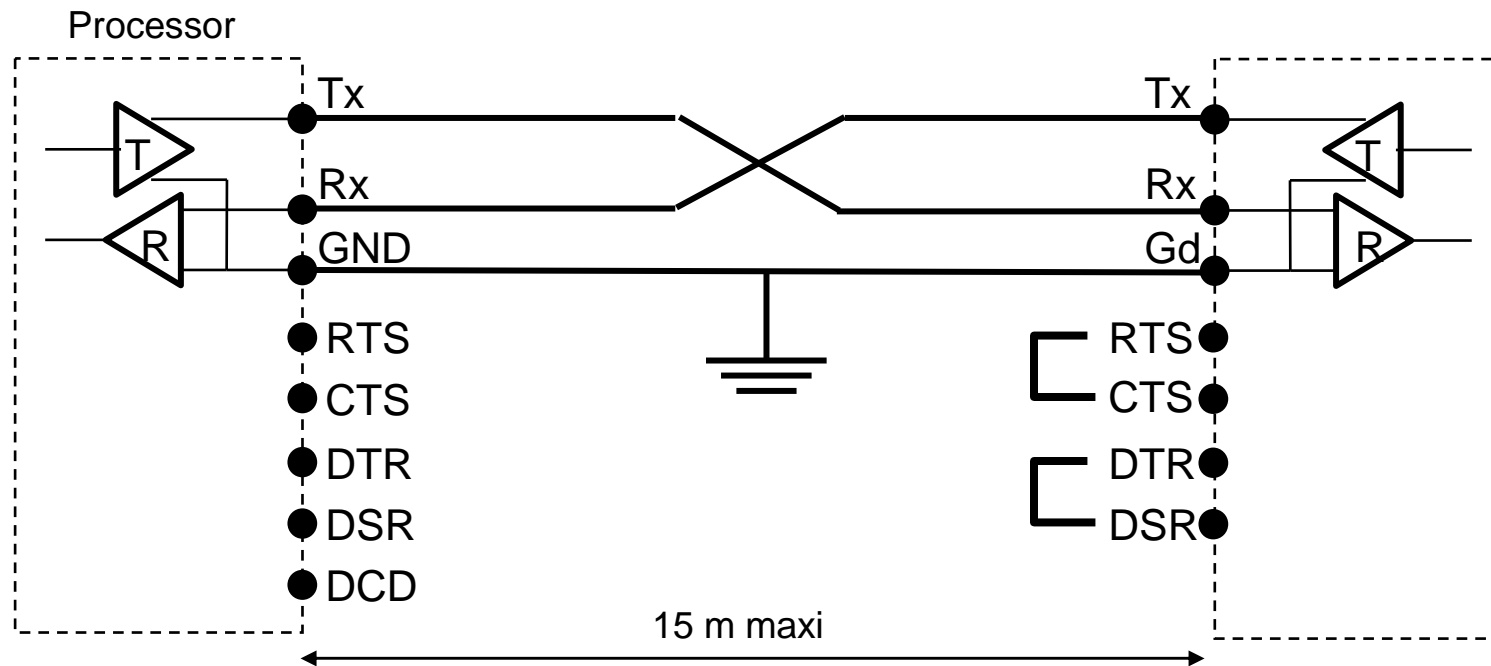 Processor
Tx Tx
T T
Rx Rx
R R
GND Gd
RTS RTS
CTS CTS
DTR DTR
DSR DSR
DCD
15 m maxi